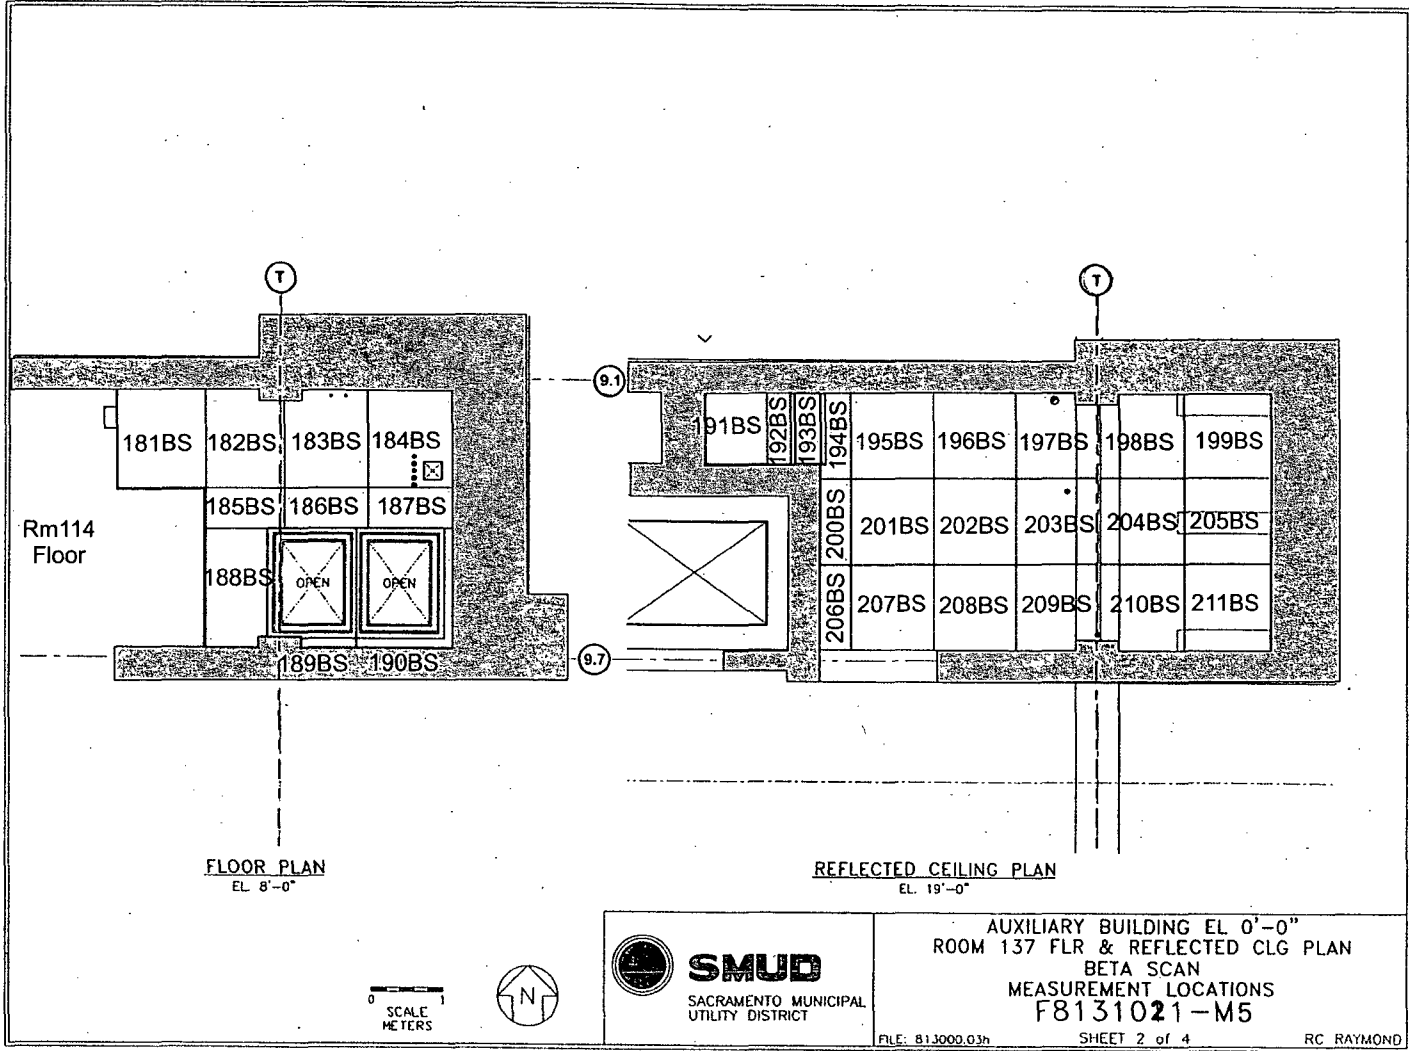 T
T
9.1
181BS 182BS 183BS 184BS
191BS 192BS 193BS 194BS 195BS 196BS 197BS 198BS 199BS
185BS 186BS 187BS
200BS 201BS 202BS 203BS 204BS 205BS
Rm114
Floor
188BS OPEN OPEN
206BS 207BS 208BS 209BS 210BS 211BS
189BS 190BS
9.7
FLOOR PLAN
EL 8'-0"
REFLECTED CEILING PLAN
EL. 19'-0"
0 1
SCALE
METERS
N
SMUD
SACRAMENTO MUNICIPAL
UTILITY DISTRICT
AUXILIARY BUILDING EL 0'-0"
ROOM 137 FLR & REFLECTED CLG PLAN
BETA SCAN
MEASUREMENT LOCATIONS
F8131021-M5
FILE: 813000.03h SHEET 2 of 4 RC RAYMOND